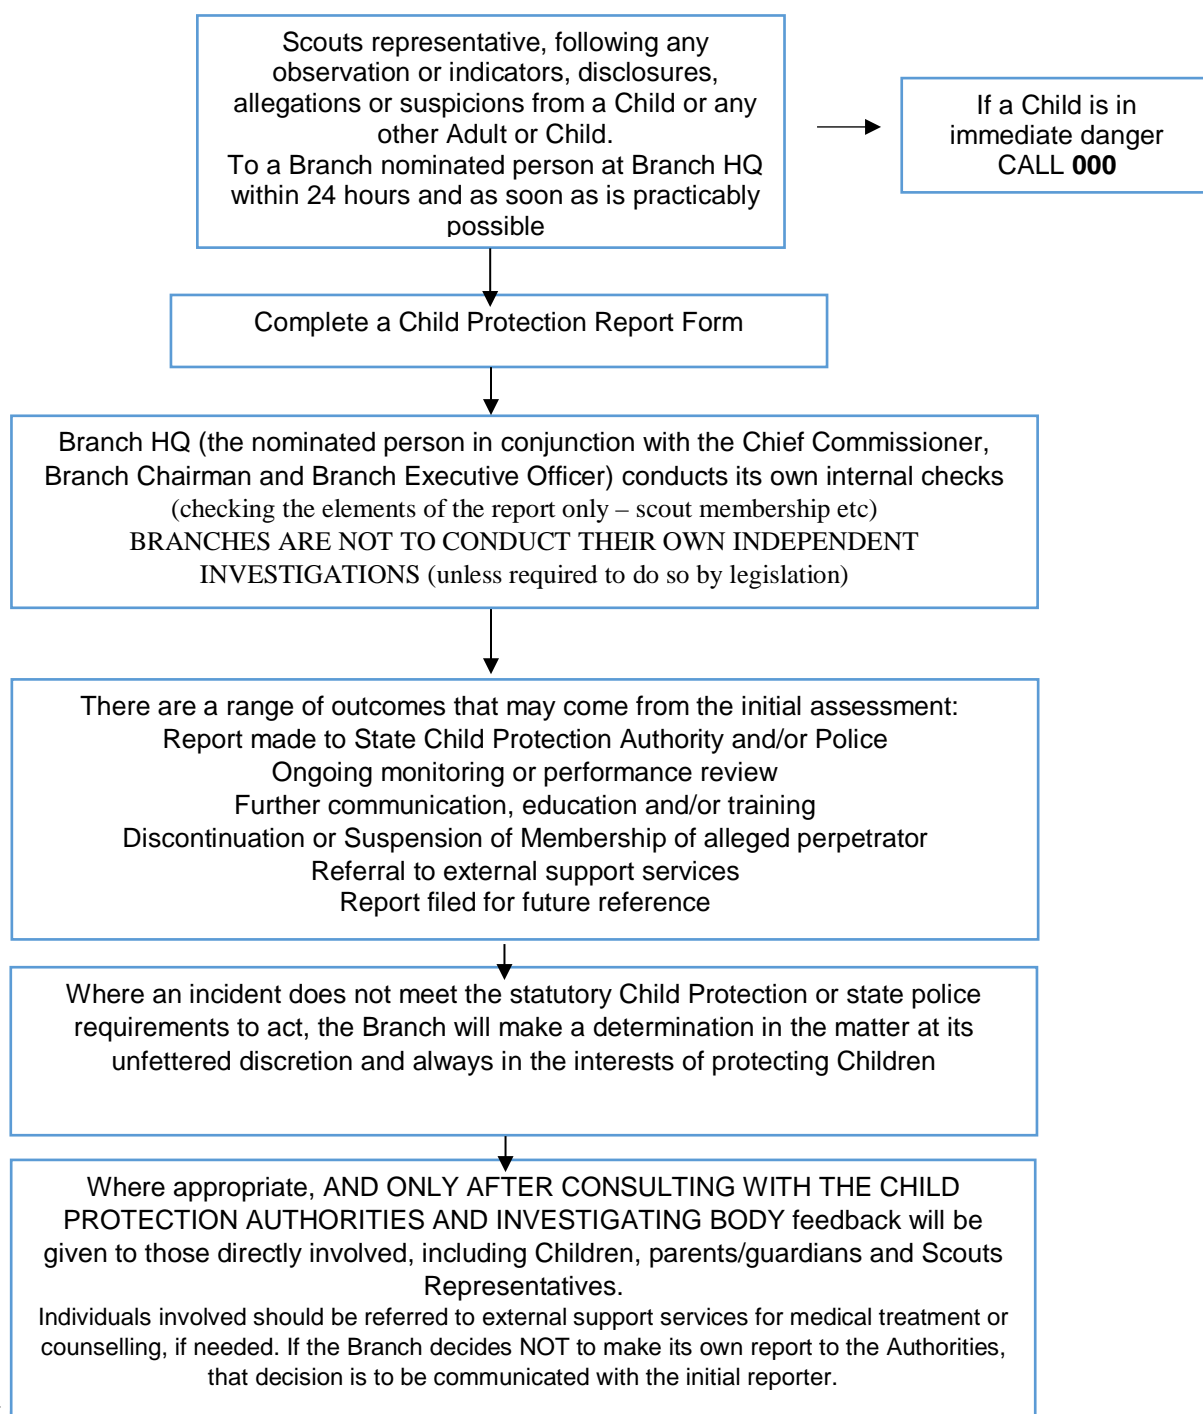 Scouts representative, following any
observation or indicators, disclosures,
allegations or suspicions from a Child or any
other Adult or Child.
To a Branch nominated person at Branch HQ
within 24 hours and as soon as is practicably
possible
If a Child is in
immediate danger
CALL 000
Complete a Child Protection Report Form
Branch HQ (the nominated person in conjunction with the Chief Commissioner,
Branch Chairman and Branch Executive Officer) conducts its own internal checks
(checking the elements of the report only – scout membership etc)
BRANCHES ARE NOT TO CONDUCT THEIR OWN INDEPENDENT
INVESTIGATIONS (unless required to do so by legislation)
There are a range of outcomes that may come from the initial assessment:
Report made to State Child Protection Authority and/or Police
Ongoing monitoring or performance review
Further communication, education and/or training
Discontinuation or Suspension of Membership of alleged perpetrator
Referral to external support services
Report filed for future reference
Where an incident does not meet the statutory Child Protection or state police
requirements to act, the Branch will make a determination in the matter at its
unfettered discretion and always in the interests of protecting Children
Where appropriate, AND ONLY AFTER CONSULTING WITH THE CHILD
PROTECTION AUTHORITIES AND INVESTIGATING BODY feedback will be
given to those directly involved, including Children, parents/guardians and Scouts
Representatives.
Individuals involved should be referred to external support services for medical treatment or
counselling, if needed. If the Branch decides NOT to make its own report to the Authorities,
that decision is to be communicated with the initial reporter.